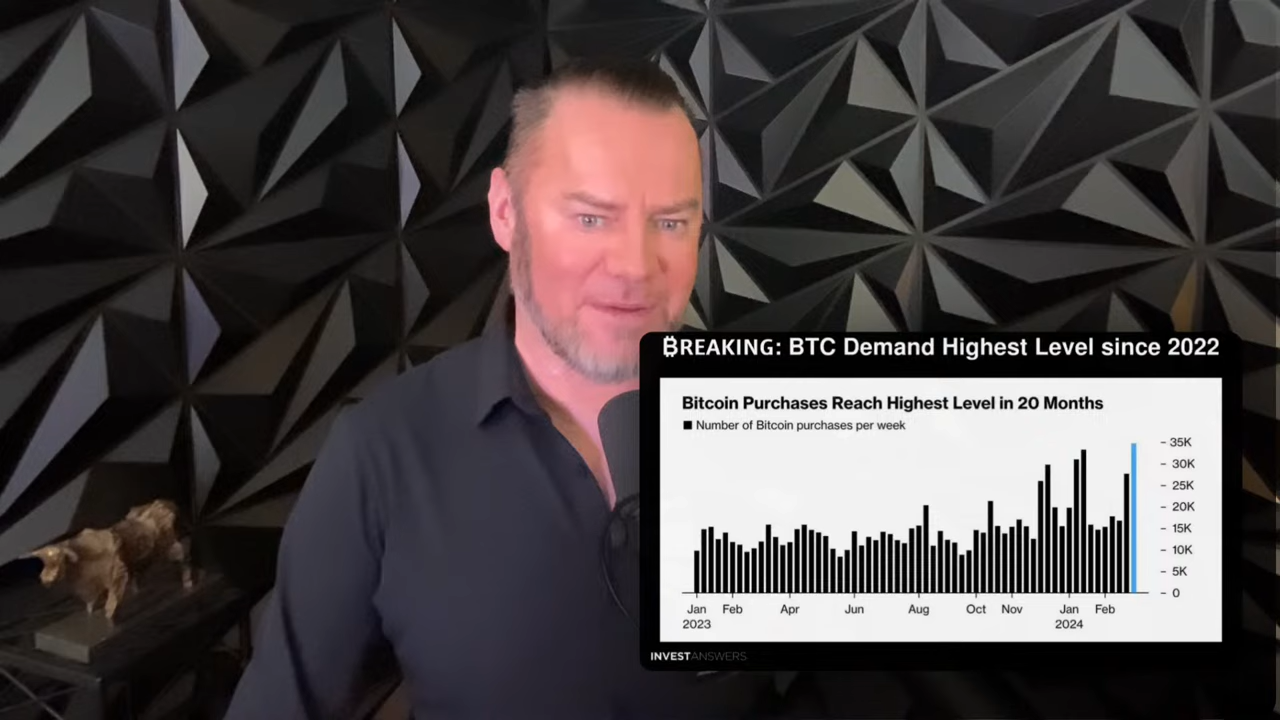 ₿REAKING: BTC Demand Highest Level since 2022
Bitcoin Purchases Reach Highest Level in 20 Months
Number of Bitcoin purchases per week
35K
30K
25K
20K
15K
10K
5K
0
Jan Feb Apr Jun Aug Oct Nov Jan Feb
2023 2024
INVESTANSWERS